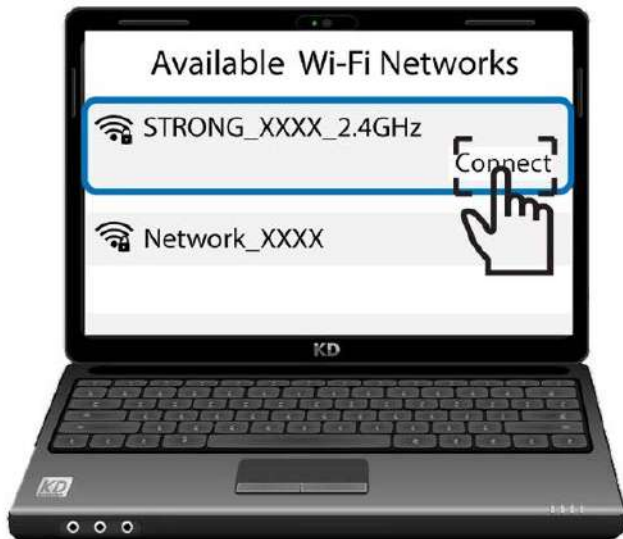 Available Wi-Fi Networks
STRONG_XXXX_2.4GHz
Connect
Network_XXXX
KD
KD